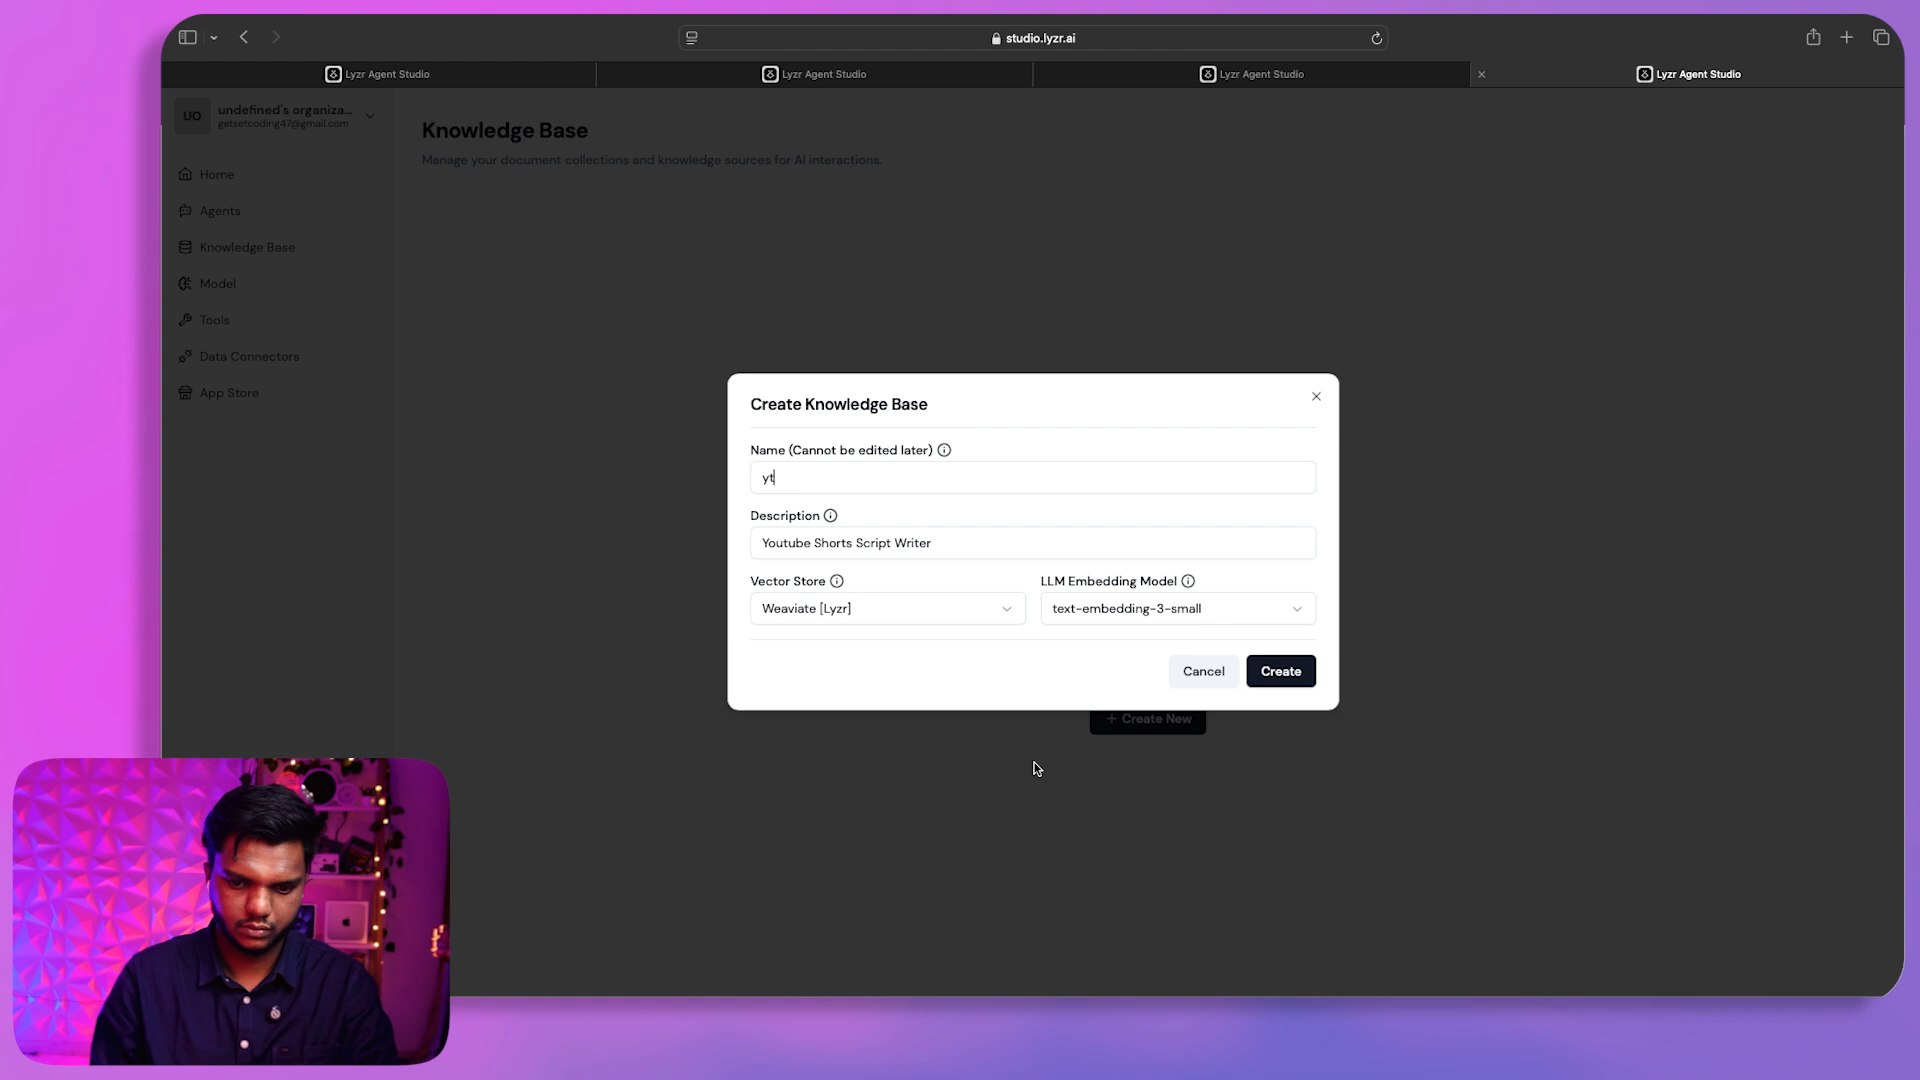 studio.lyzr.ai
Lyzr Agent Studio
Lyzr Agent Studio
Lyzr Agent Studio
Lyzr Agent Studio
UO
undefined's organiza...
getsetcoding47@gmail.com
Home
Agents
Knowledge Base
Model
Tools
Data Connectors
App Store
Knowledge Base
Manage your document collections and knowledge sources for AI interactions.
Create Knowledge Base
Name (Cannot be edited later)
yt
Description
Youtube Shorts Script Writer
Vector Store
LLM Embedding Model
Weaviate [Lyzr]
text-embedding-3-small
Cancel
Create
+ Create New